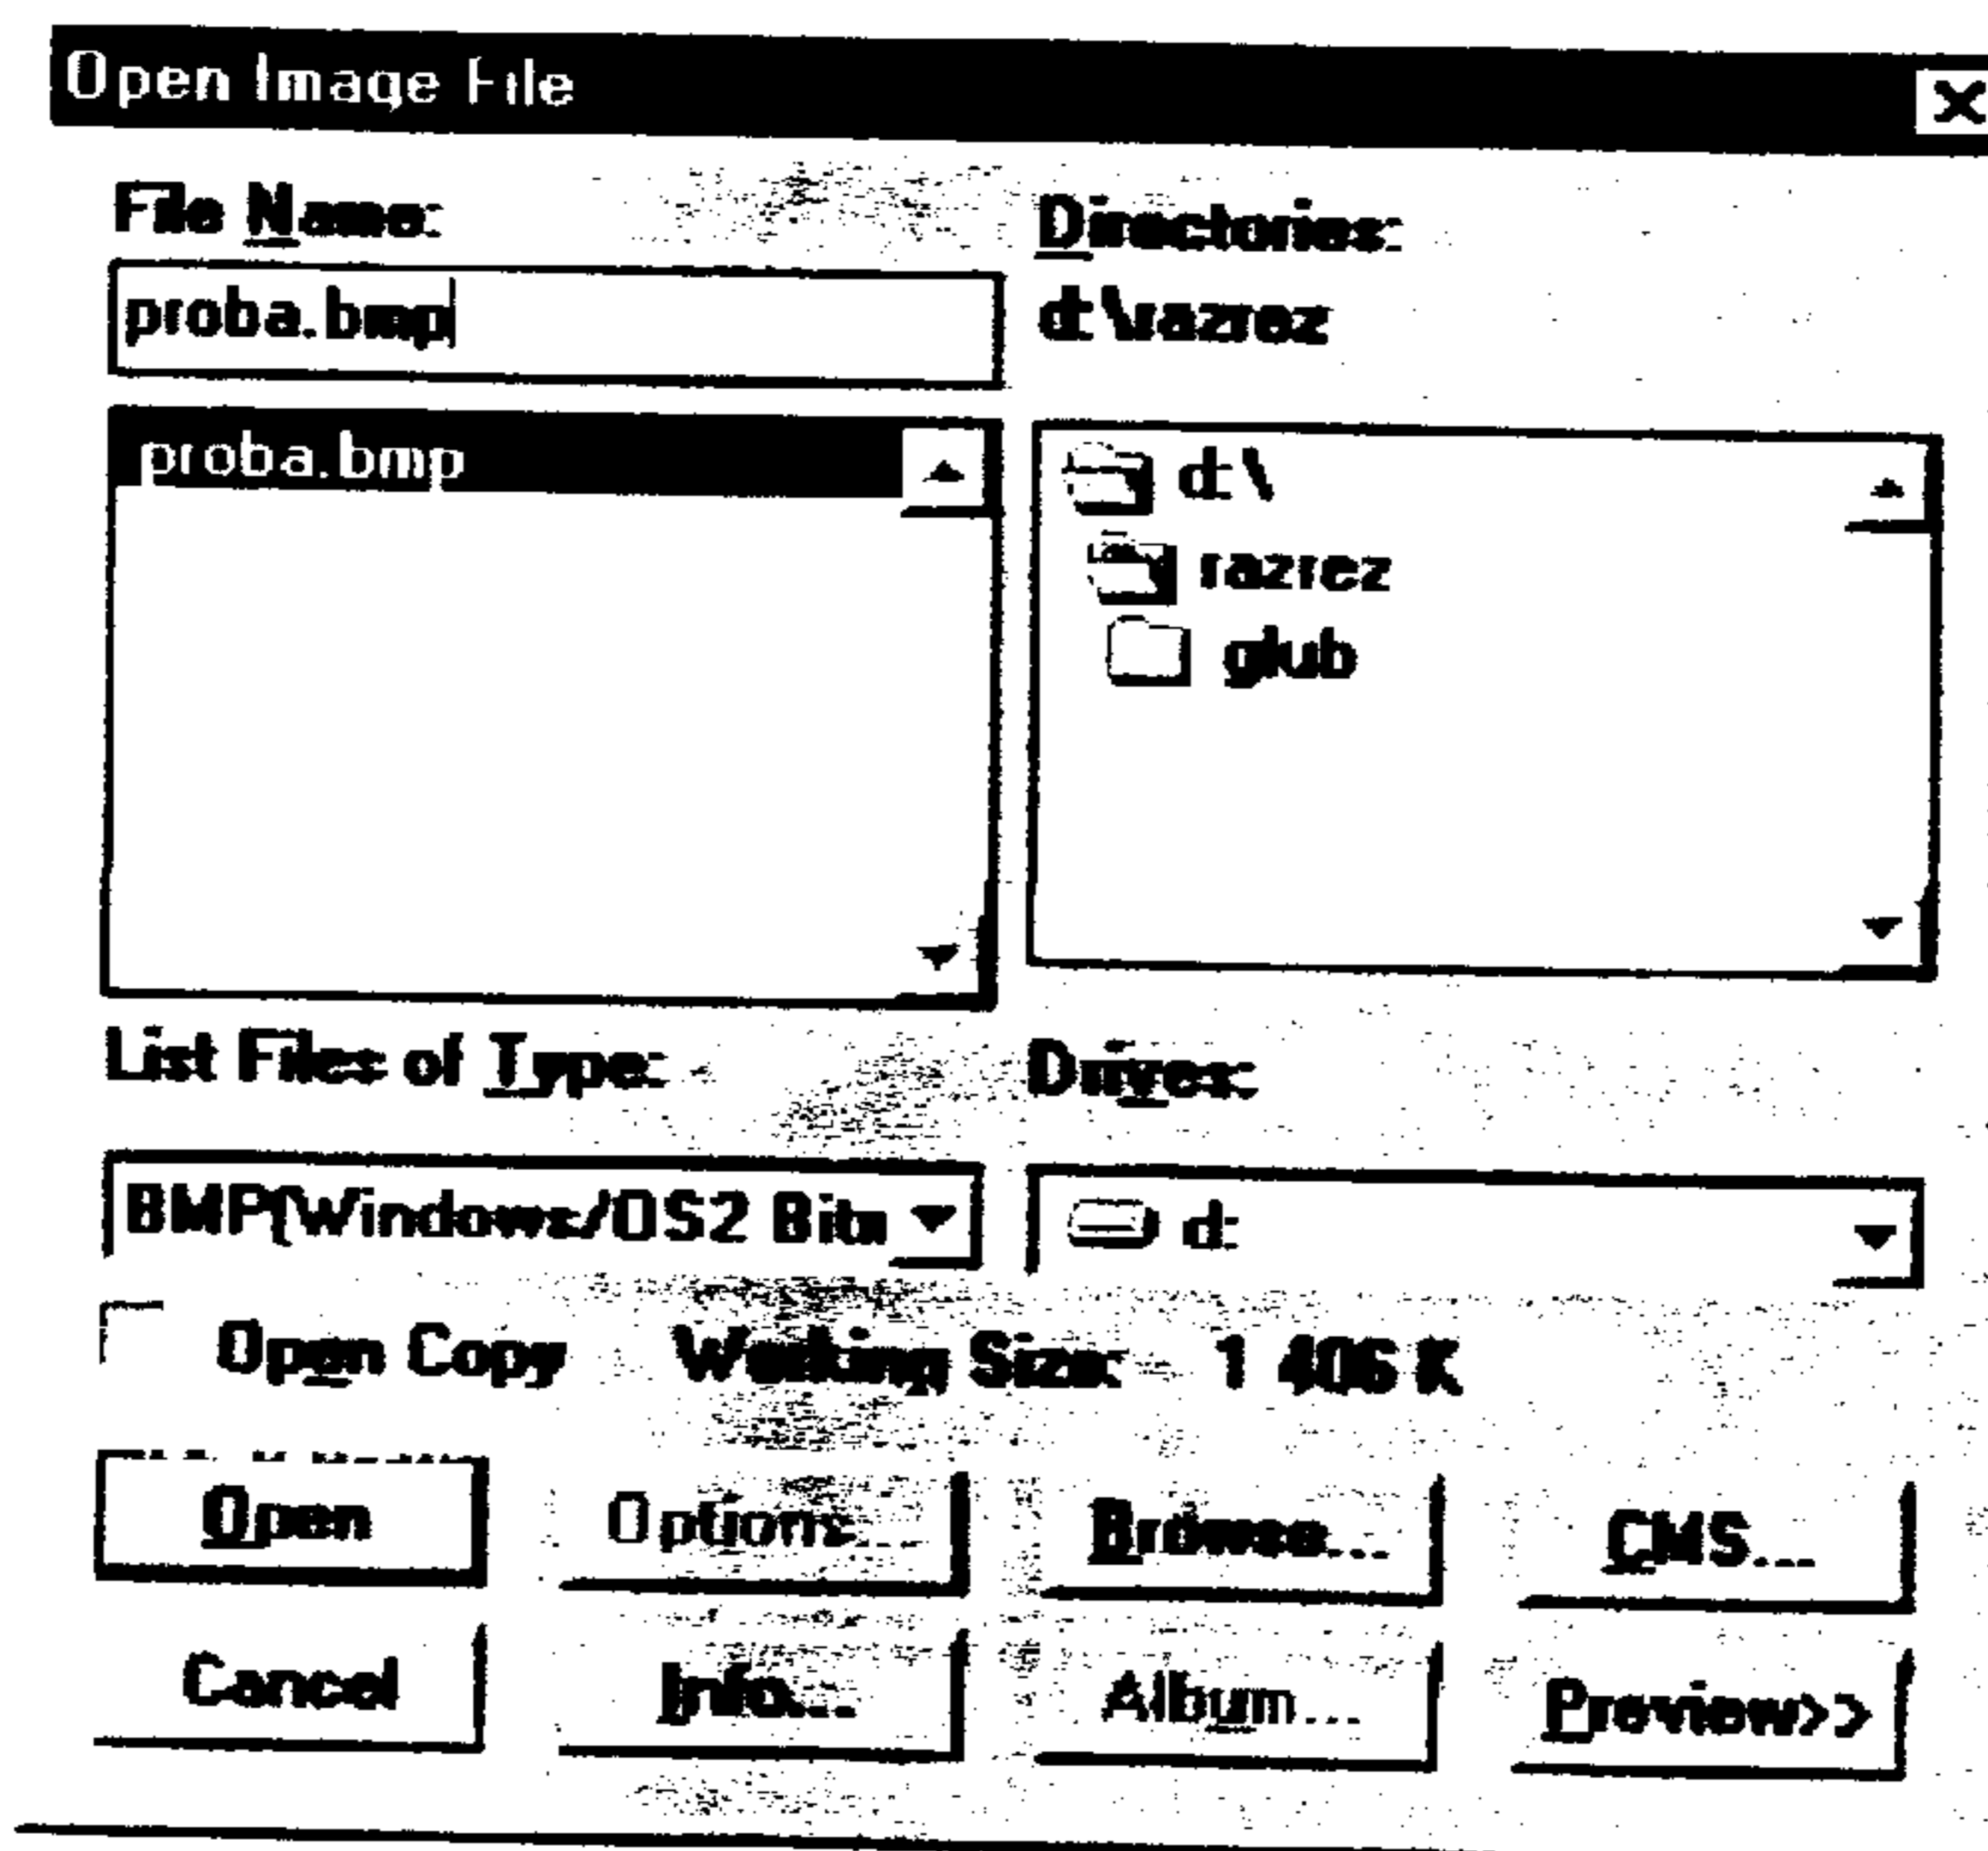 Open Image File
File Name:
Directories:
proba.bmp
d:\razrez
proba.bmp
d:\
razrez
glub
List Files of Type:
Drives:
BMP(Windows/OS2 Bitm
d:
Open Copy Working Size: 1 406 K
Open Options... Browse... CMS...
Cancel Info... Album... Preview>>